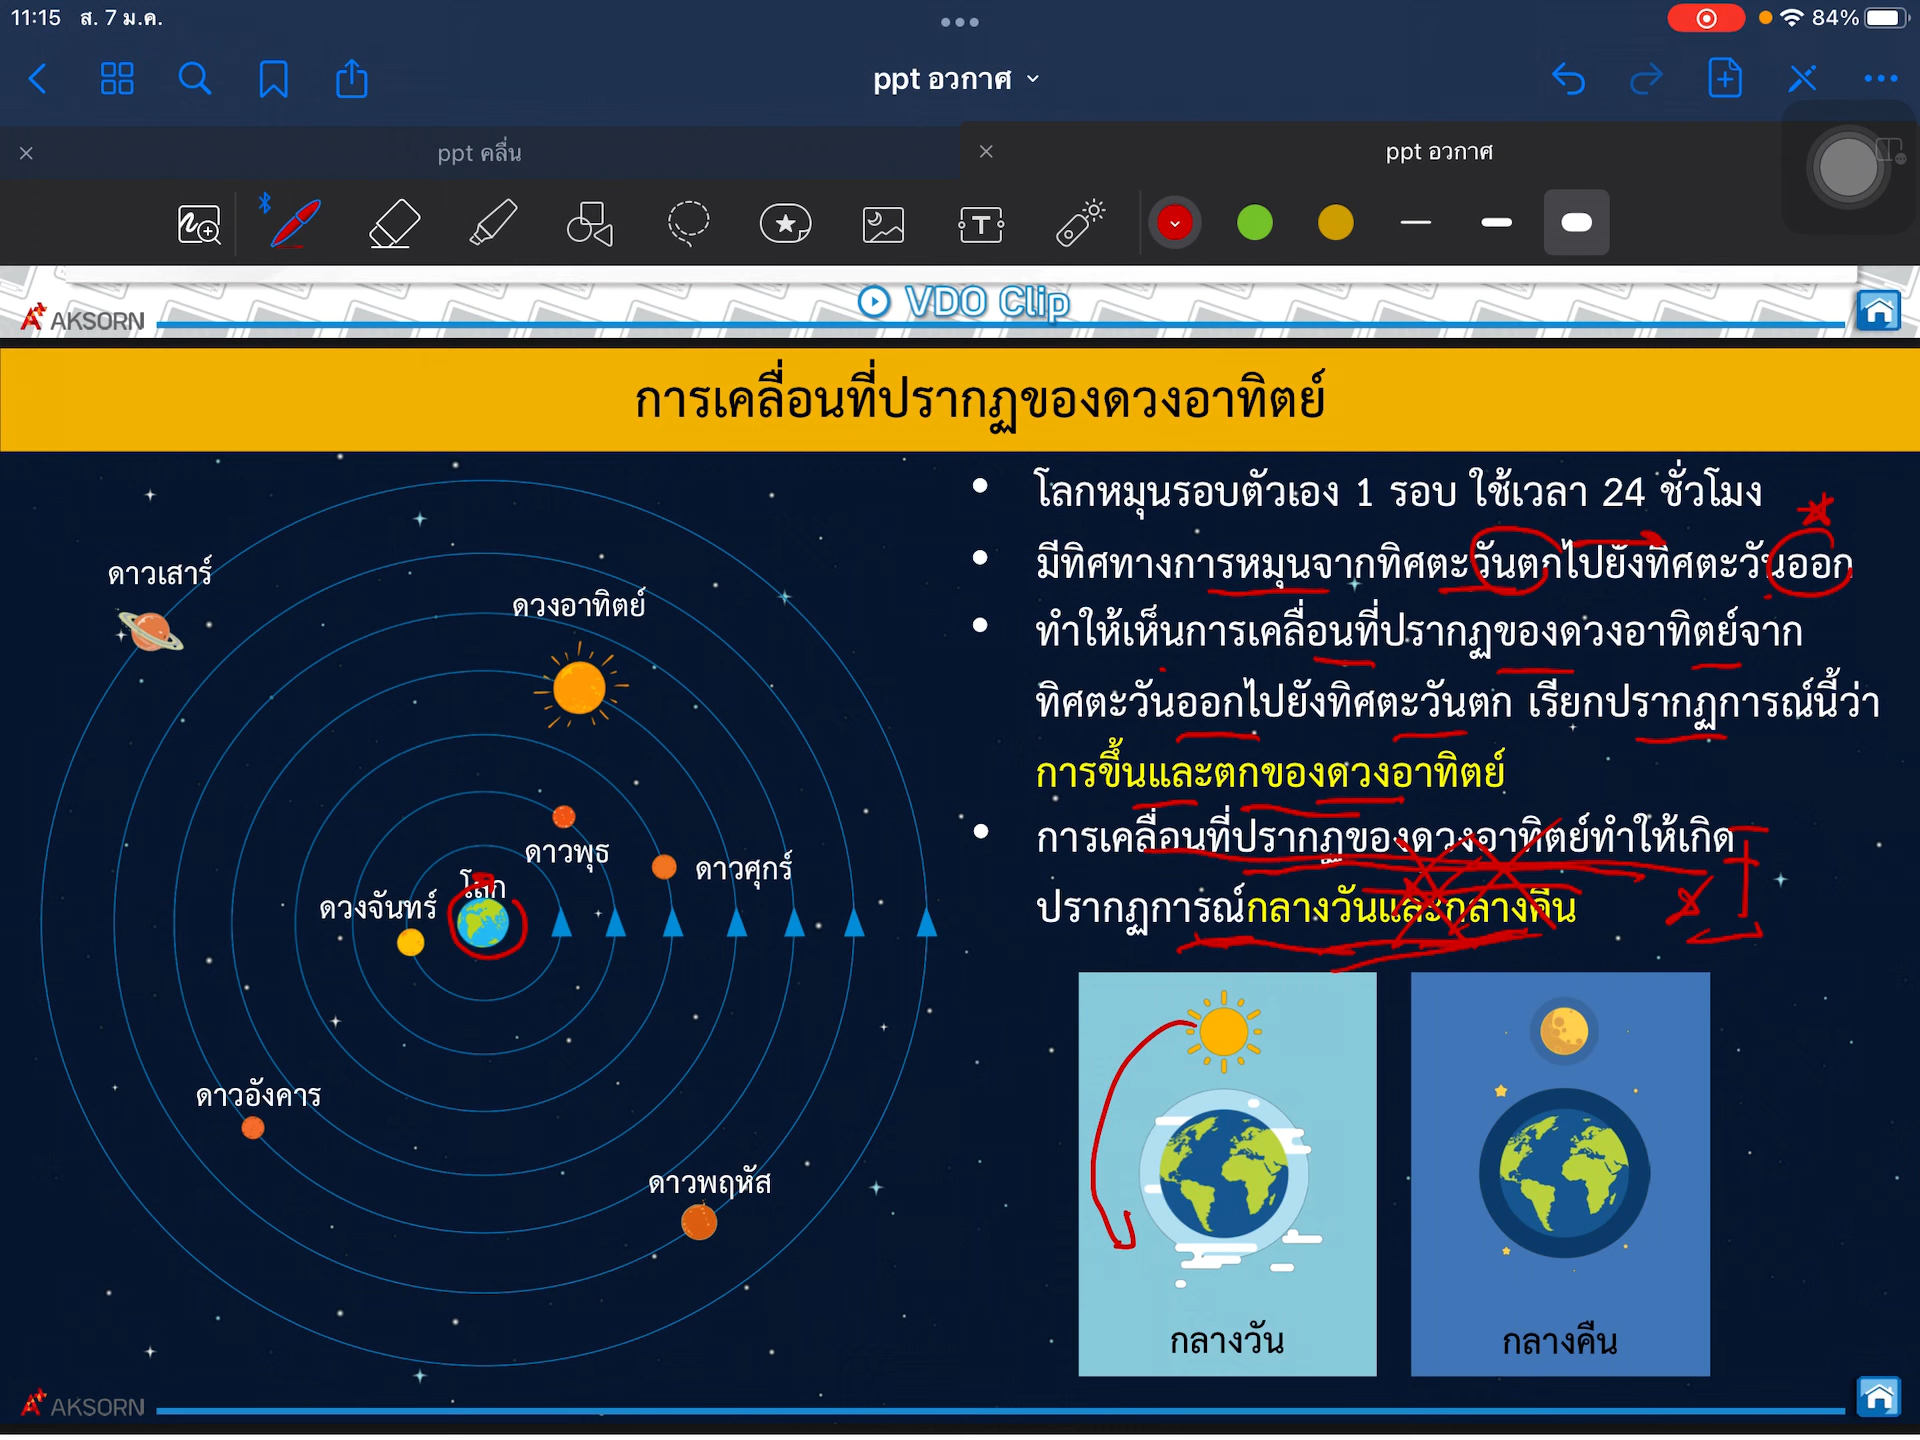 11:15 ส. 7 ม.ค.
84%
ppt อวกาศ
ppt คลื่น
ppt อวกาศ
T
AKSORN
VDO Clip
การเคลื่อนที่ปรากฏของดวงอาทิตย์
• โลกหมุนรอบตัวเอง 1 รอบ ใช้เวลา 24 ชั่วโมง
• มีทิศทางการหมุนจากทิศตะวันตกไปยังทิศตะวันออก
• ทำให้เห็นการเคลื่อนที่ปรากฏของดวงอาทิตย์จาก
ทิศตะวันออกไปยังทิศตะวันตก เรียกปรากฏการณ์นี้ว่า
การขึ้นและตกของดวงอาทิตย์
• การเคลื่อนที่ปรากฏของดวงอาทิตย์ทำให้เกิด
ปรากฏการณ์กลางวันและกลางคืน
ดาวเสาร์
ดวงอาทิตย์
ดาวพุธ
ดาวศุกร์
โลก
ดวงจันทร์
ดาวอังคาร
ดาวพฤหัส
กลางวัน
กลางคืน
AKSORN